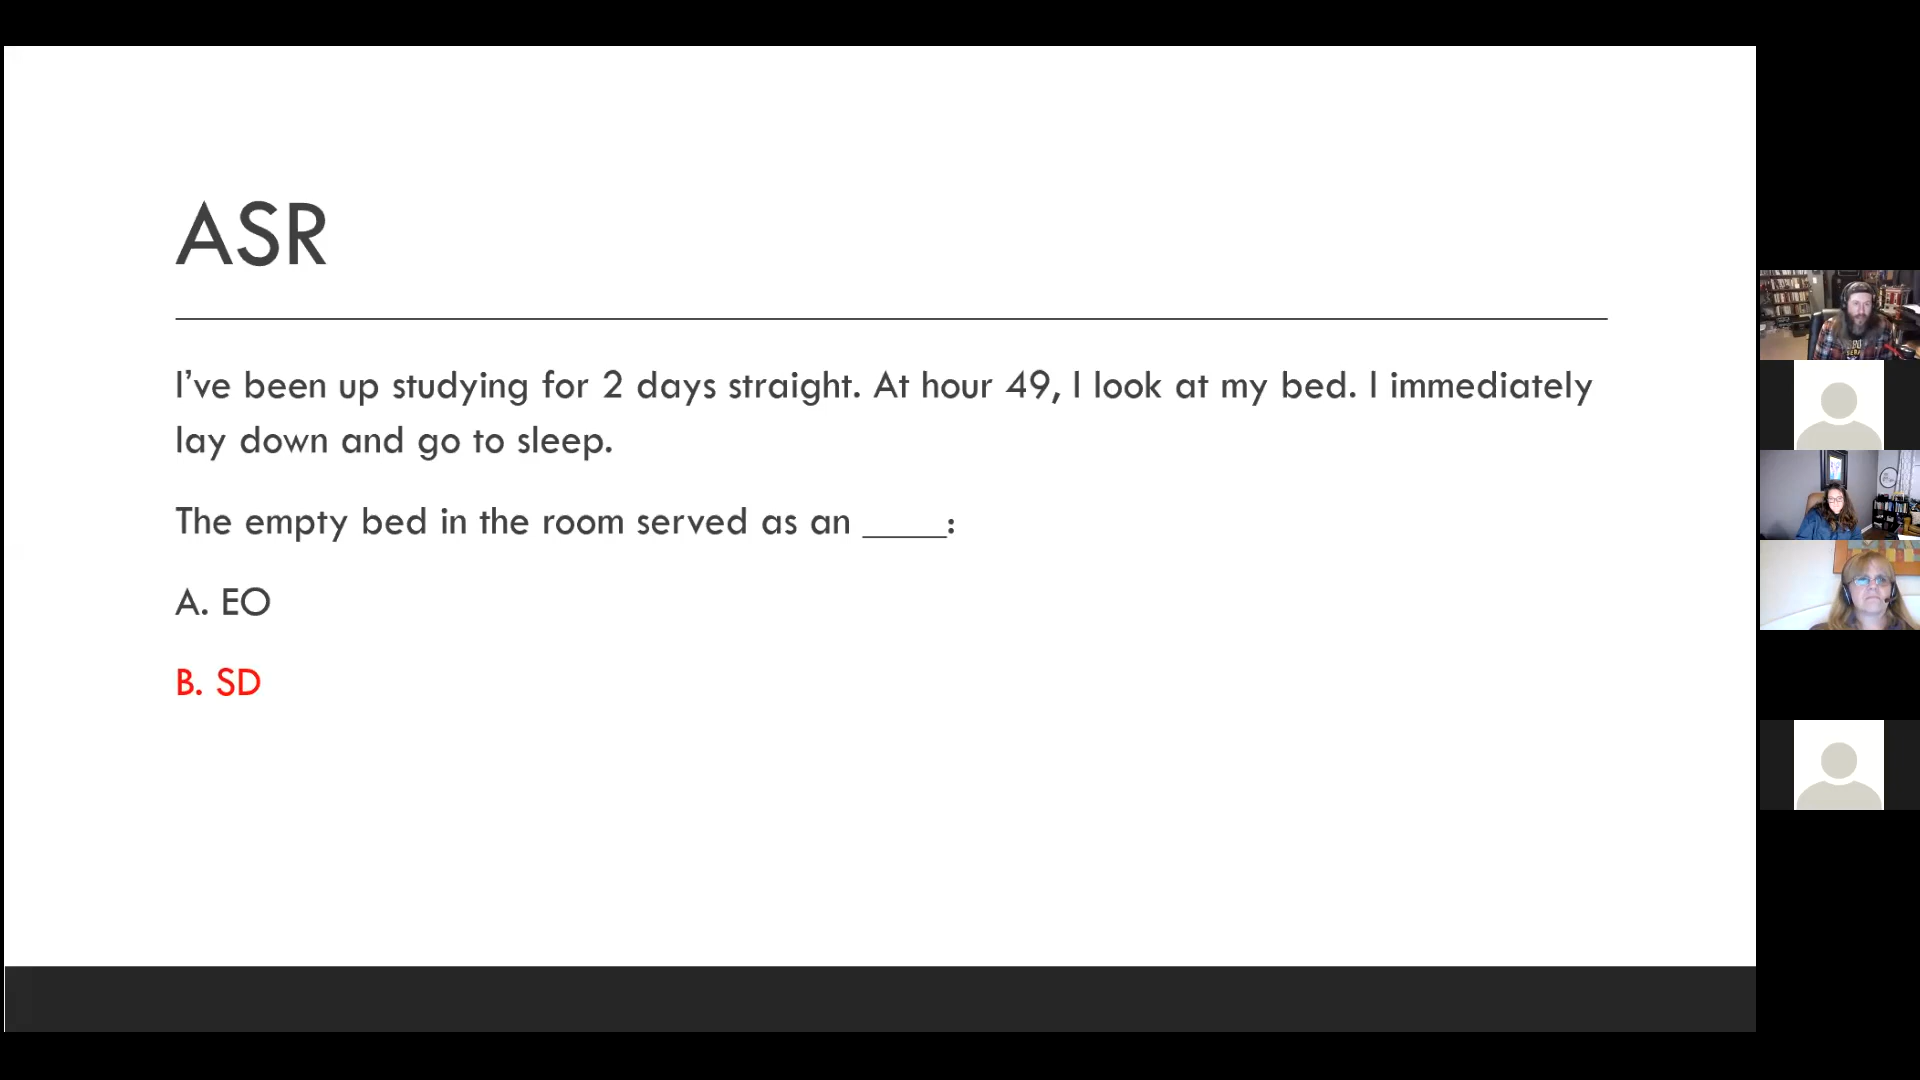 ASR
I’ve been up studying for 2 days straight. At hour 49, I look at my bed. I immediately
lay down and go to sleep.
The empty bed in the room served as an ____:
A. EO
B. SD